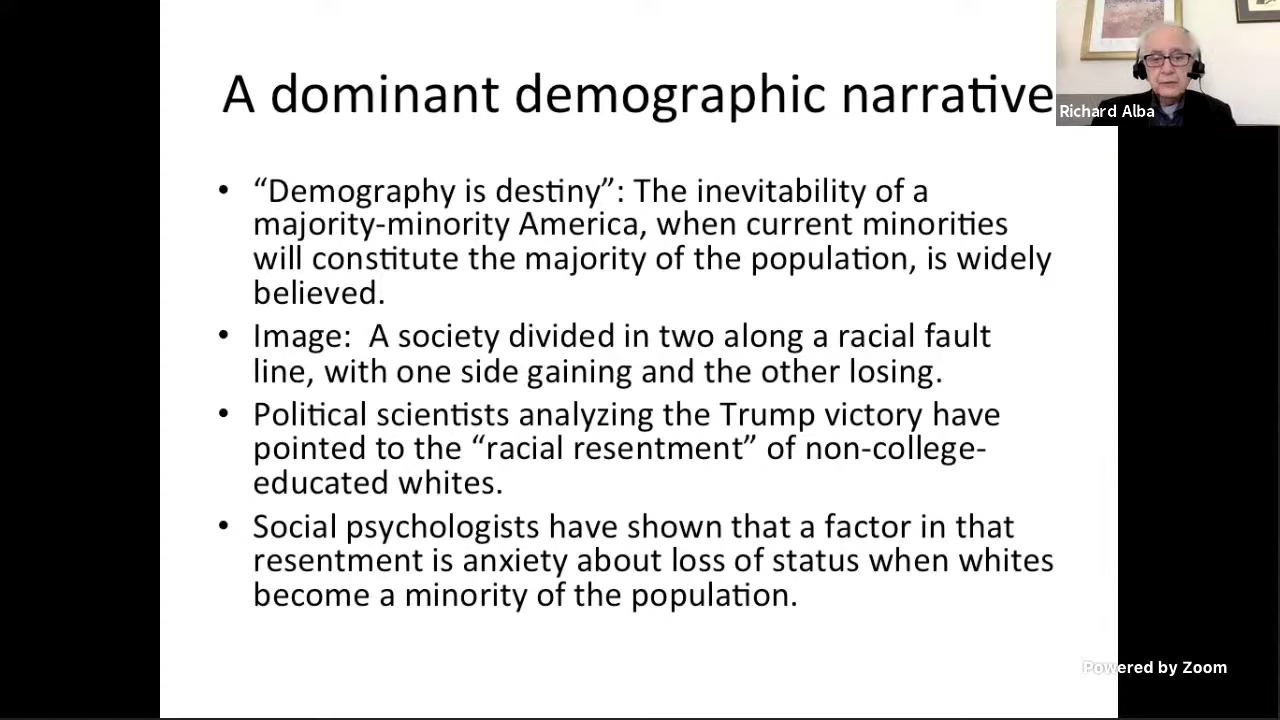 A dominant demographic narrative
Richard Alba
• “Demography is destiny”: The inevitability of a
majority-minority America, when current minorities
will constitute the majority of the population, is widely
believed.
• Image:  A society divided in two along a racial fault
line, with one side gaining and the other losing.
• Political scientists analyzing the Trump victory have
pointed to the “racial resentment” of non-college-
educated whites.
• Social psychologists have shown that a factor in that
resentment is anxiety about loss of status when whites
become a minority of the population.
Powered by Zoom